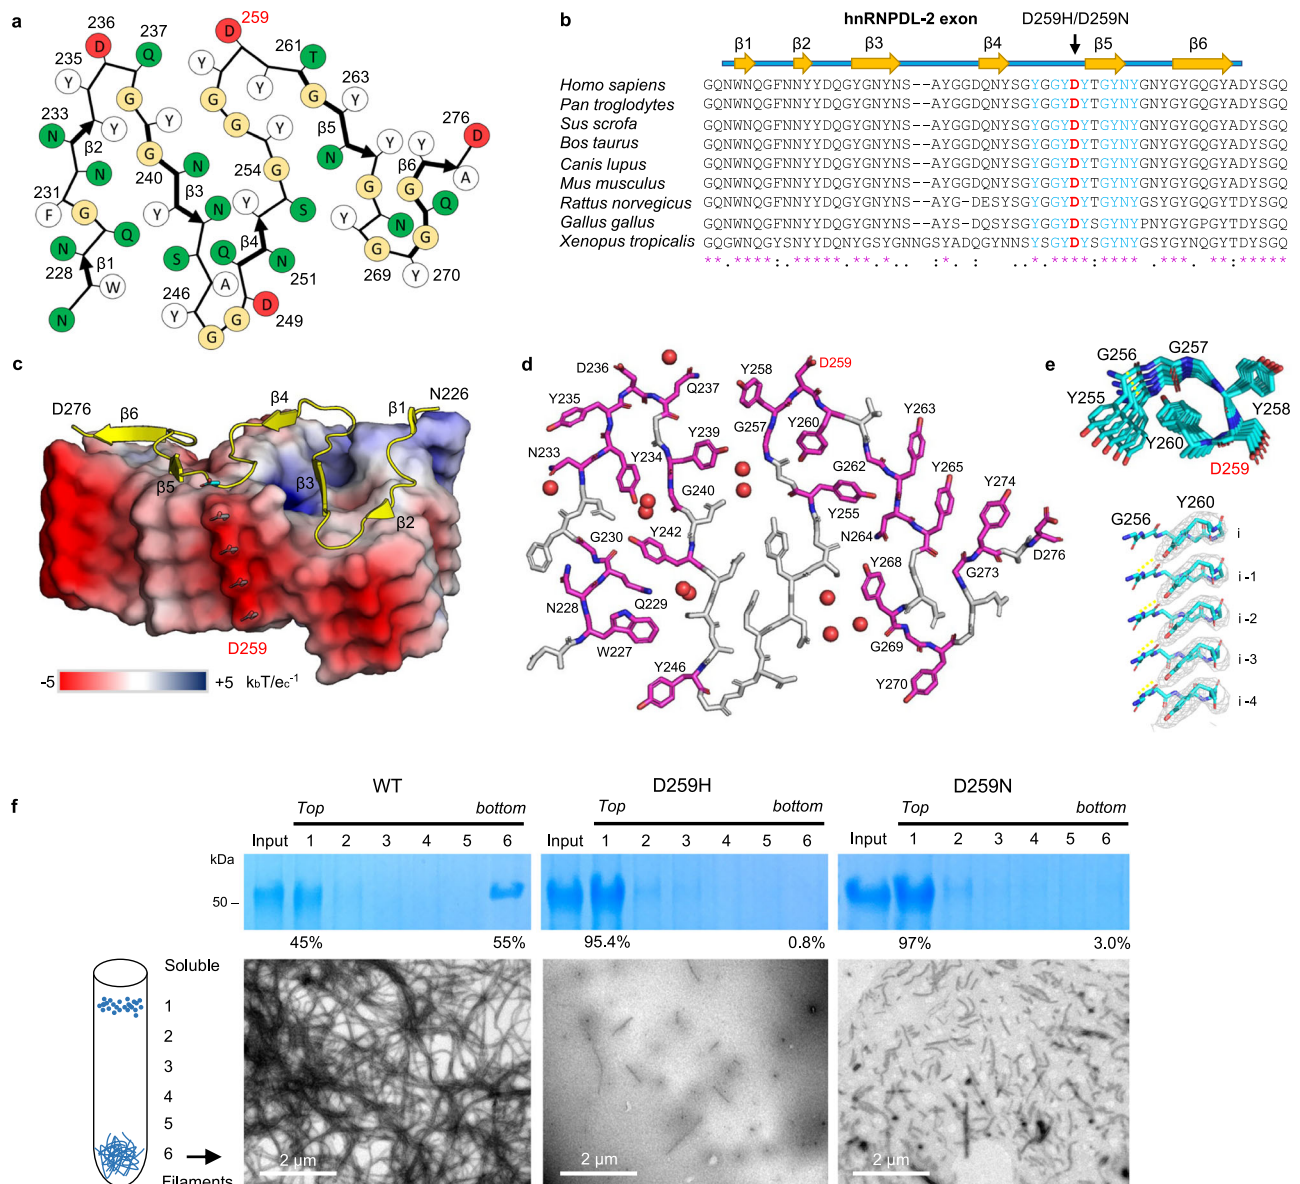 a
236
237
259
261
235
263
276
233
β2
β5
β6
240
254
231
β3
β4
228
β1
251
269
270
246
249
D
Q
D
T
Y
Y
Y
Y
G
G
G
N
Y
Y
G
Y
Y
Y
D
G
N
G
A
N
G
N
Y
G
G
Q
F
G
Y
N
Y
S
Y
N
G
N
Q
S
Q
N
G
Y
W
Y
A
D
N
G
G
b
hnRNPDL-2 exon D259H/D259N
β1 β2 β3 β4 β5 β6
Homo sapiens GQNWNQGFNNYYDQGYGNYNS--AYGGDQNYSGYGGYDYTGYNYGNYGYGQGYADYSGQ
Pan troglodytes GQNWNQGFNNYYDQGYGNYNS--AYGGDQNYSGYGGYDYTGYNYGNYGYGQGYADYSGQ
Sus scrofa GQNWNQGFNNYYDQGYGNYNS--AYGGDQNYSGYGGYDYTGYNYGNYGYGQGYADYSGQ
Bos taurus GQNWNQGFNNYYDQGYGNYNS--AYGGDQNYSGYGGYDYTGYNYGNYGYGQGYADYSGQ
Canis lupus GQNWNQGFNNYYDQGYGNYNS--AYGGDQNYSGYGGYDYTGYNYGNYGYGQGYADYSGQ
Mus musculus GQNWNQGFNNYYDQGYGNYNS--AYGGDQNYSGYGGYDYTGYNYGNYGYGQGYADYSGQ
Rattus norvegicus GQNWNQGFNNYYDQGYGNYNS--AYG-DESYSGYGGYDYTGYNYGNYGYGQGYADYSGQ
Gallus gallus GQNWNQGFNNYYDQGYGNYNS--AYS-DQSYSGYGGYDYSGYNYPNYGYGPGYTDYSGQ
Xenopus tropicalis GQGWNQGYSNYYDQNYGSYGNNGSYADQGYNNSYSGYDYSGYNYGSYGYNQGYTDYSGQ
c
D276
β6
β4
β1
N226
β5
β3
β2
D259
-5 +5 kbT/ec-1
d
D236
Q237
Y258
D259
Y235
G257
Y260
Y263
Y239
N233
Y234
G262
Y265
G240
Y255
Y274
N264
G230
Y242
Y268
D276
G273
N228
Q229
W227
G269
Y246
Y270
e
G256
G257
Y255
Y258
Y260
D259
G256 Y260
i
i-1
i-2
i-3
i-4
f
WT D259H D259N
Top bottom Top bottom
Input 1 2 3 4 5 6 Input 1 2 3 4 5 6 Input 1 2 3 4 5 6
kDa
50
45% 55% 95.4% 0.8% 97% 3.0%
Soluble
1
2
3
4
5
6
Filaments
2 µm 2 µm 2 µm